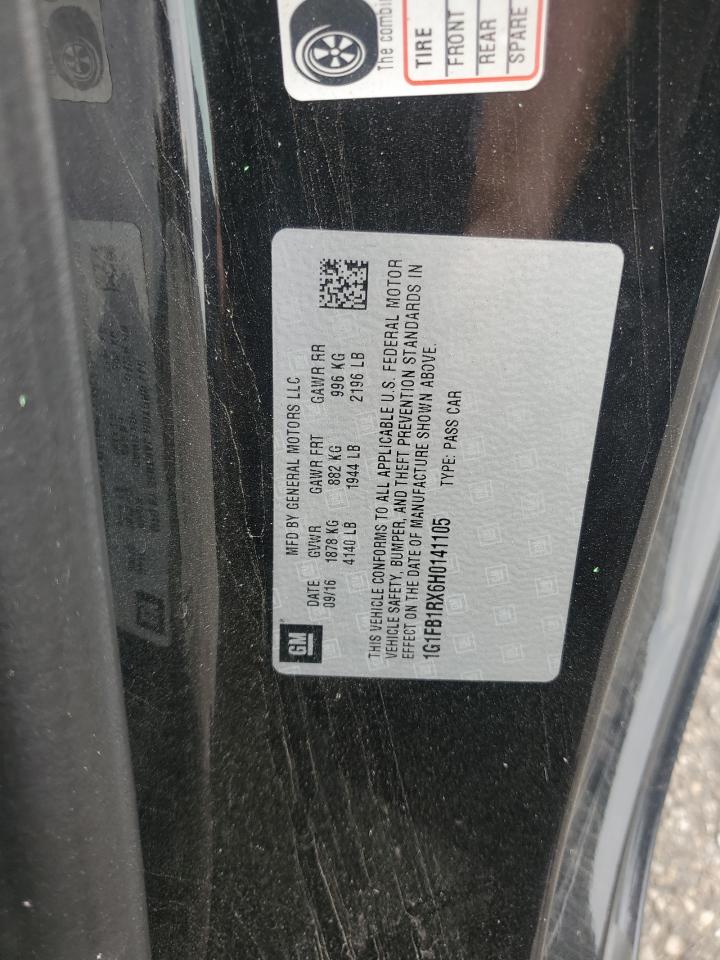 The combi
TIRE
FRONT
REAR
SPARE
GM
MFD BY GENERAL MOTORS LLC
DATE GVWR GAWR FRT GAWR RR
09/16 1878 KG 882 KG 996 KG
4140 LB 1944 LB 2196 LB
THIS VEHICLE CONFORMS TO ALL APPLICABLE U.S. FEDERAL MOTOR
VEHICLE SAFETY, BUMPER, AND THEFT PREVENTION STANDARDS IN
EFFECT ON THE DATE OF MANUFACTURE SHOWN ABOVE.
1G1FB1RX6H0141105 TYPE: PASS CAR